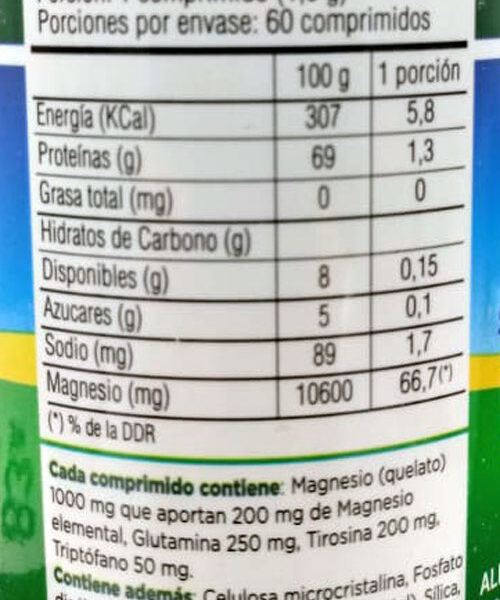 Porciones por envase: 60 comprimidos
100 g 1 porción
Energía (KCal) 307 5,8
Proteínas (g) 69 1,3
Grasa total (mg) 0 0
Hidratos de Carbono (g)
Disponibles (g) 8 0,15
Azucares (g) 5 0,1
Sodio (mg) 89 1,7
Magnesio (mg) 10600 66,7(*)
(*) % de la DDR
Cada comprimido contiene: Magnesio (quelato)
1000 mg que aportan 200 mg de Magnesio
elemental, Glutamina 250 mg, Tirosina 200 mg,
Triptófano 50 mg.
Contiene además: Celulosa microcristalina, Fosfato
Sílica,